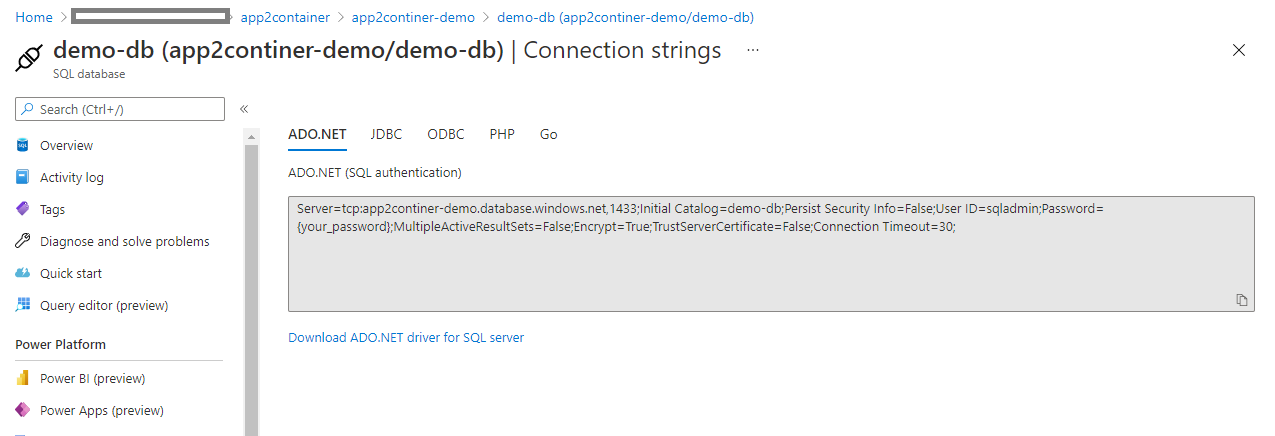 Home > app2container > app2continer-demo > demo-db (app2continer-demo/demo-db)
demo-db (app2continer-demo/demo-db) | Connection strings ...
SQL database
Search (Ctrl+/)
«
Overview
Activity log
Tags
Diagnose and solve problems
Quick start
Query editor (preview)
Power Platform
Power BI (preview)
Power Apps (preview)
ADO.NET JDBC ODBC PHP Go
ADO.NET (SQL authentication)
Server=tcp:app2continer-demo.database.windows.net,1433;Initial Catalog=demo-db;Persist Security Info=False;User ID=sqladmin;Password=
{your_password};MultipleActiveResultSets=False;Encrypt=True;TrustServerCertificate=False;Connection Timeout=30;
Download ADO.NET driver for SQL server